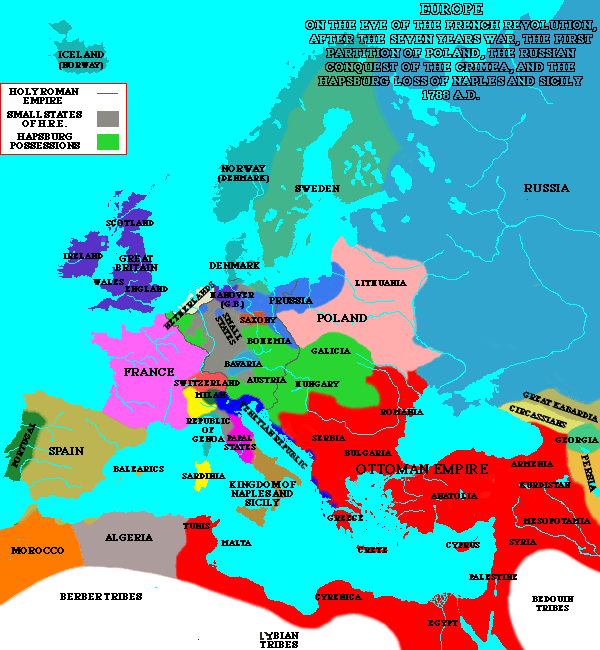 EUROPE
ON THE EVE OF THE FRENCH REVOLUTION,
AFTER THE SEVEN YEARS WAR, THE FIRST
PARTITION OF POLAND, THE RUSSIAN
CONQUEST OF THE CRIMEA, AND THE
HAPSBURG LOSS OF NAPLES AND SICILY
1788 A.D.
ICELAND
(NORWAY)
HOLY ROMAN
EMPIRE
SMALL STATES
OF H.R.E.
HAPSBURG
POSSESSIONS
NORWAY
(DENMARK)
SWEDEN
RUSSIA
SCOTLAND
IRELAND
GREAT
BRITAIN
WALES
ENGLAND
DENMARK
NETHERLANDS
HANOVER
(G.B.)
PRUSSIA
LITHUANIA
POLAND
SMALL
STATES
SAXONY
BOHEMIA
GALICIA
FRANCE
BAVARIA
SWITZERLAND
AUSTRIA
HUNGARY
MILAN
REPUBLIC
OF
GENOA
VENETIAN REPUBLIC
PAPAL
STATES
ROMANIA
GREAT KABARDIA
CIRCASSIANS
GEORGIA
PORTUGAL
SPAIN
BALEARICS
SARDINIA
KINGDOM OF
NAPLES AND
SICILY
SERBIA
BULGARIA
OTTOMAN EMPIRE
ARMENIA
PERSIA
KURDISTAN
ANATOLIA
GREECE
MESOPOTAMIA
MOROCCO
ALGERIA
TUNIS
MALTA
CRETE
CYPRUS
SYRIA
PALESTINE
BERBER TRIBES
CYRENICA
EGYPT
BEDOUIN
TRIBES
LYBIAN
TRIBES